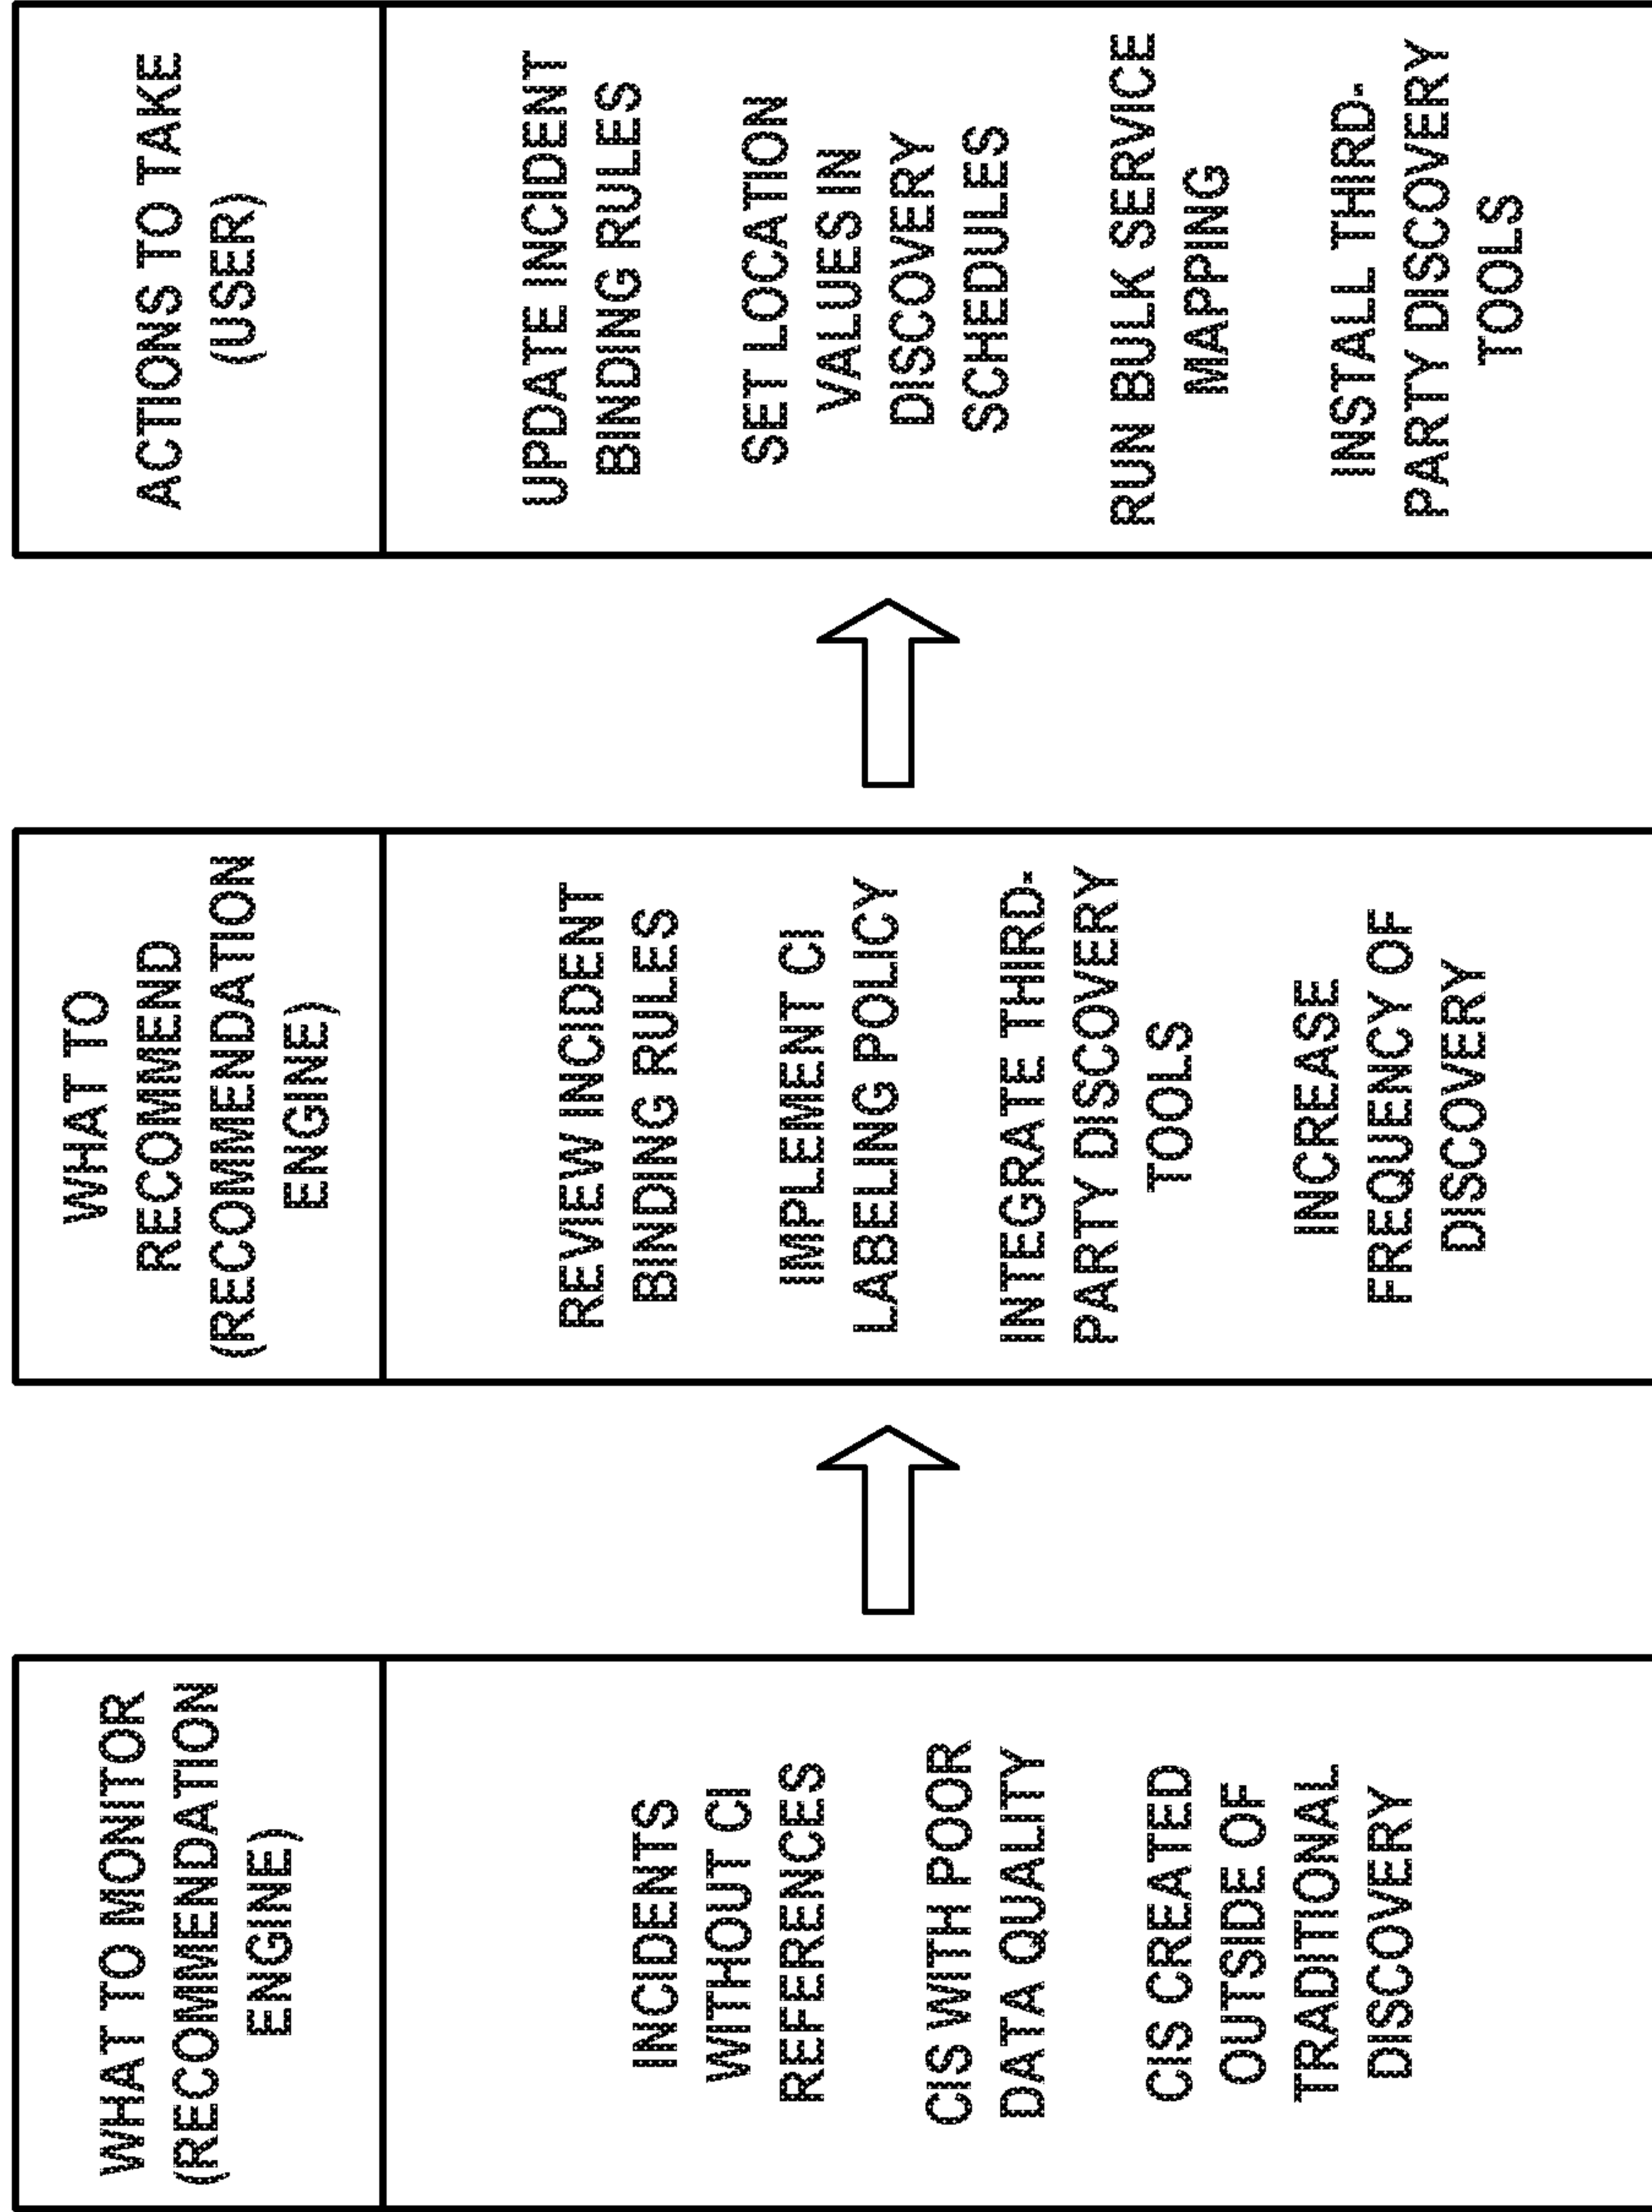 WHAT TO MONITOR
(RECOMMENDATION
ENGINE)
INCIDENTS
WITHOUT CI
REFERENCES
CIS WITH POOR
DATA QUALITY
CIS CREATED
OUTSIDE OF
TRADITIONAL
DISCOVERY
WHAT TO
RECOMMEND
(RECOMMENDATION
ENGINE)
REVIEW INCIDENT
BINDING RULES
IMPLEMENT CI
LABELING POLICY
INTEGRATE THIRD-
PARTY DISCOVERY
TOOLS
INCREASE
FREQUENCY OF
DISCOVERY
ACTIONS TO TAKE
(USER)
UPDATE INCIDENT
BINDING RULES
SET LOCATION
VALUES IN
DISCOVERY
SCHEDULES
RUN BULK SERVICE
MAPPING
INSTALL THIRD-
PARTY DISCOVERY
TOOLS